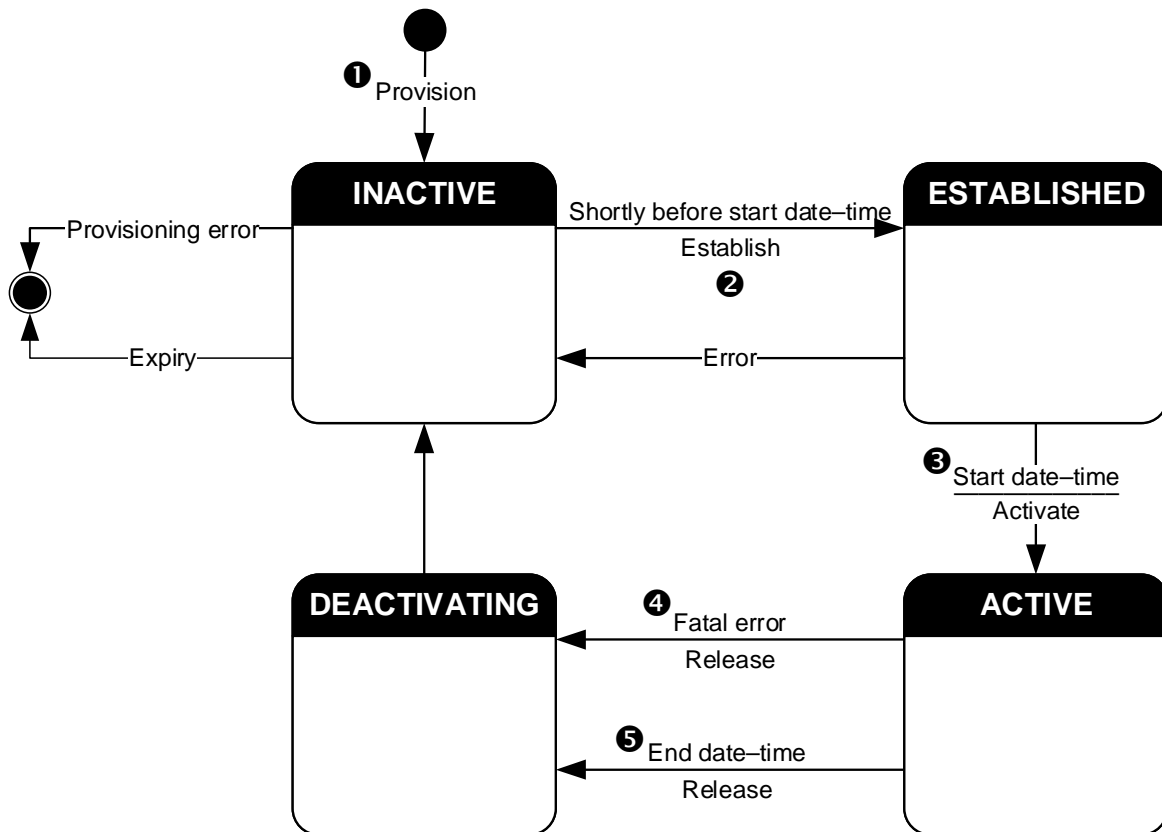 ❶
Provision
INACTIVE
ESTABLISHED
Provisioning error
Shortly before start date–time
Establish
❷
Expiry
Error
❸
Start date–time
Activate
DEACTIVATING
ACTIVE
❹
Fatal error
Release
❺
End date–time
Release